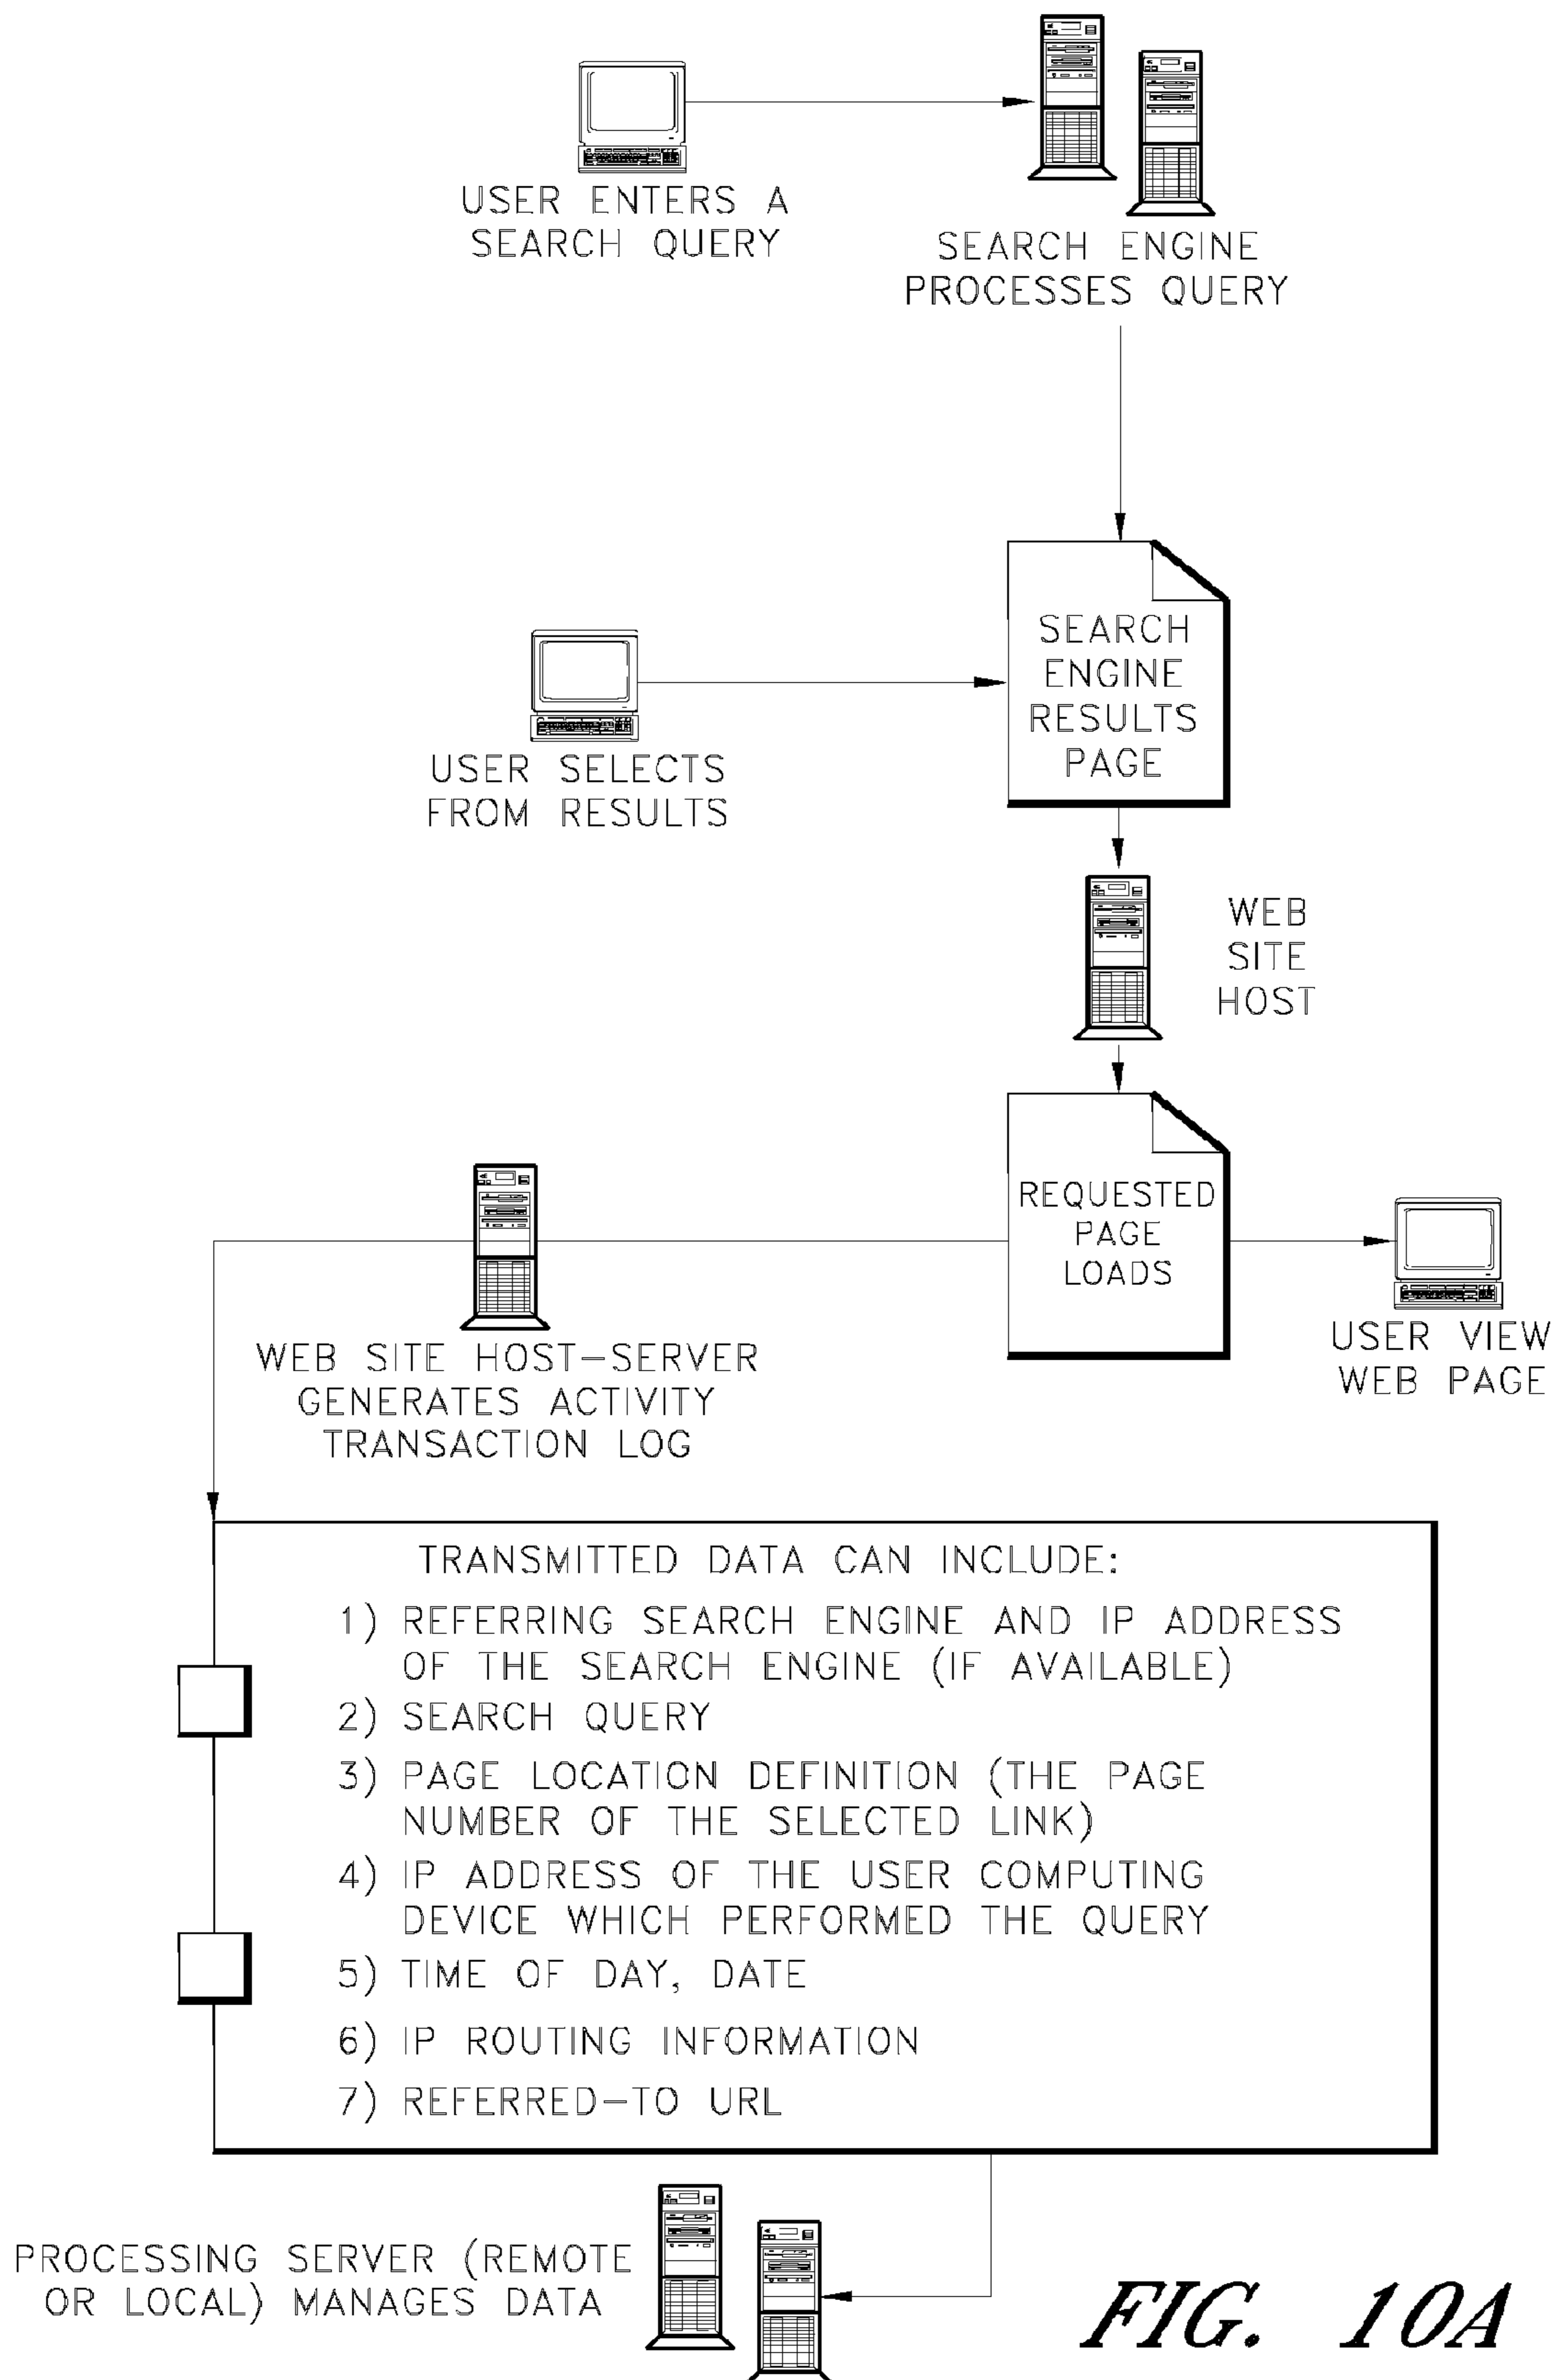 USER ENTERS A
SEARCH QUERY
SEARCH ENGINE
PROCESSES QUERY
SEARCH
ENGINE
RESULTS
PAGE
USER SELECTS
FROM RESULTS
WEB
SITE
HOST
REQUESTED
PAGE
LOADS
USER VIEW
WEB PAGE
WEB SITE HOST-SERVER
GENERATES ACTIVITY
TRANSACTION LOG
TRANSMITTED DATA CAN INCLUDE:
1) REFERRING SEARCH ENGINE AND IP ADDRESS
OF THE SEARCH ENGINE (IF AVAILABLE)
2) SEARCH QUERY
3) PAGE LOCATION DEFINITION (THE PAGE
NUMBER OF THE SELECTED LINK)
4) IP ADDRESS OF THE USER COMPUTING
DEVICE WHICH PERFORMED THE QUERY
5) TIME OF DAY, DATE
6) IP ROUTING INFORMATION
7) REFERRED-TO URL
PROCESSING SERVER (REMOTE
OR LOCAL) MANAGES DATA
FIG. 10A